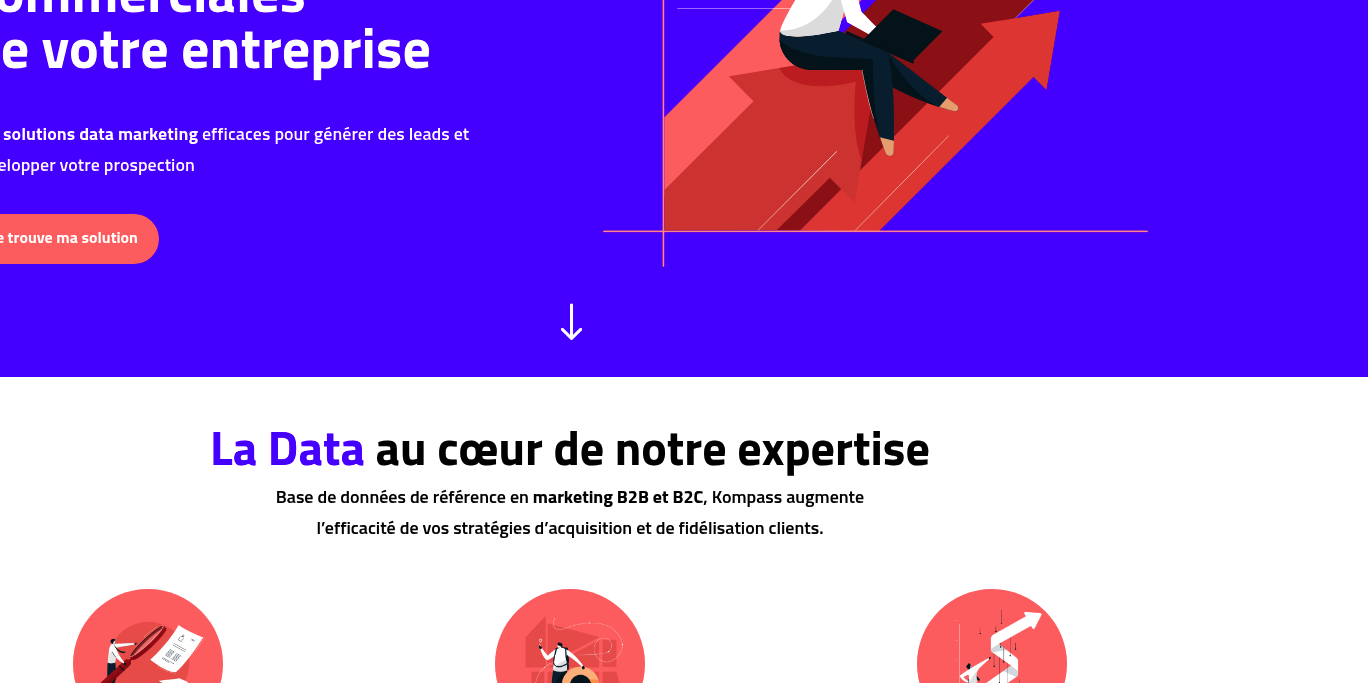 ommerciales
e votre entreprise
solutions data marketing efficaces pour générer des leads et
elopper votre prospection
e trouve ma solution
La Data au cœur de notre expertise
Base de données de référence en marketing B2B et B2C, Kompass augmente
l’efficacité de vos stratégies d’acquisition et de fidélisation clients.